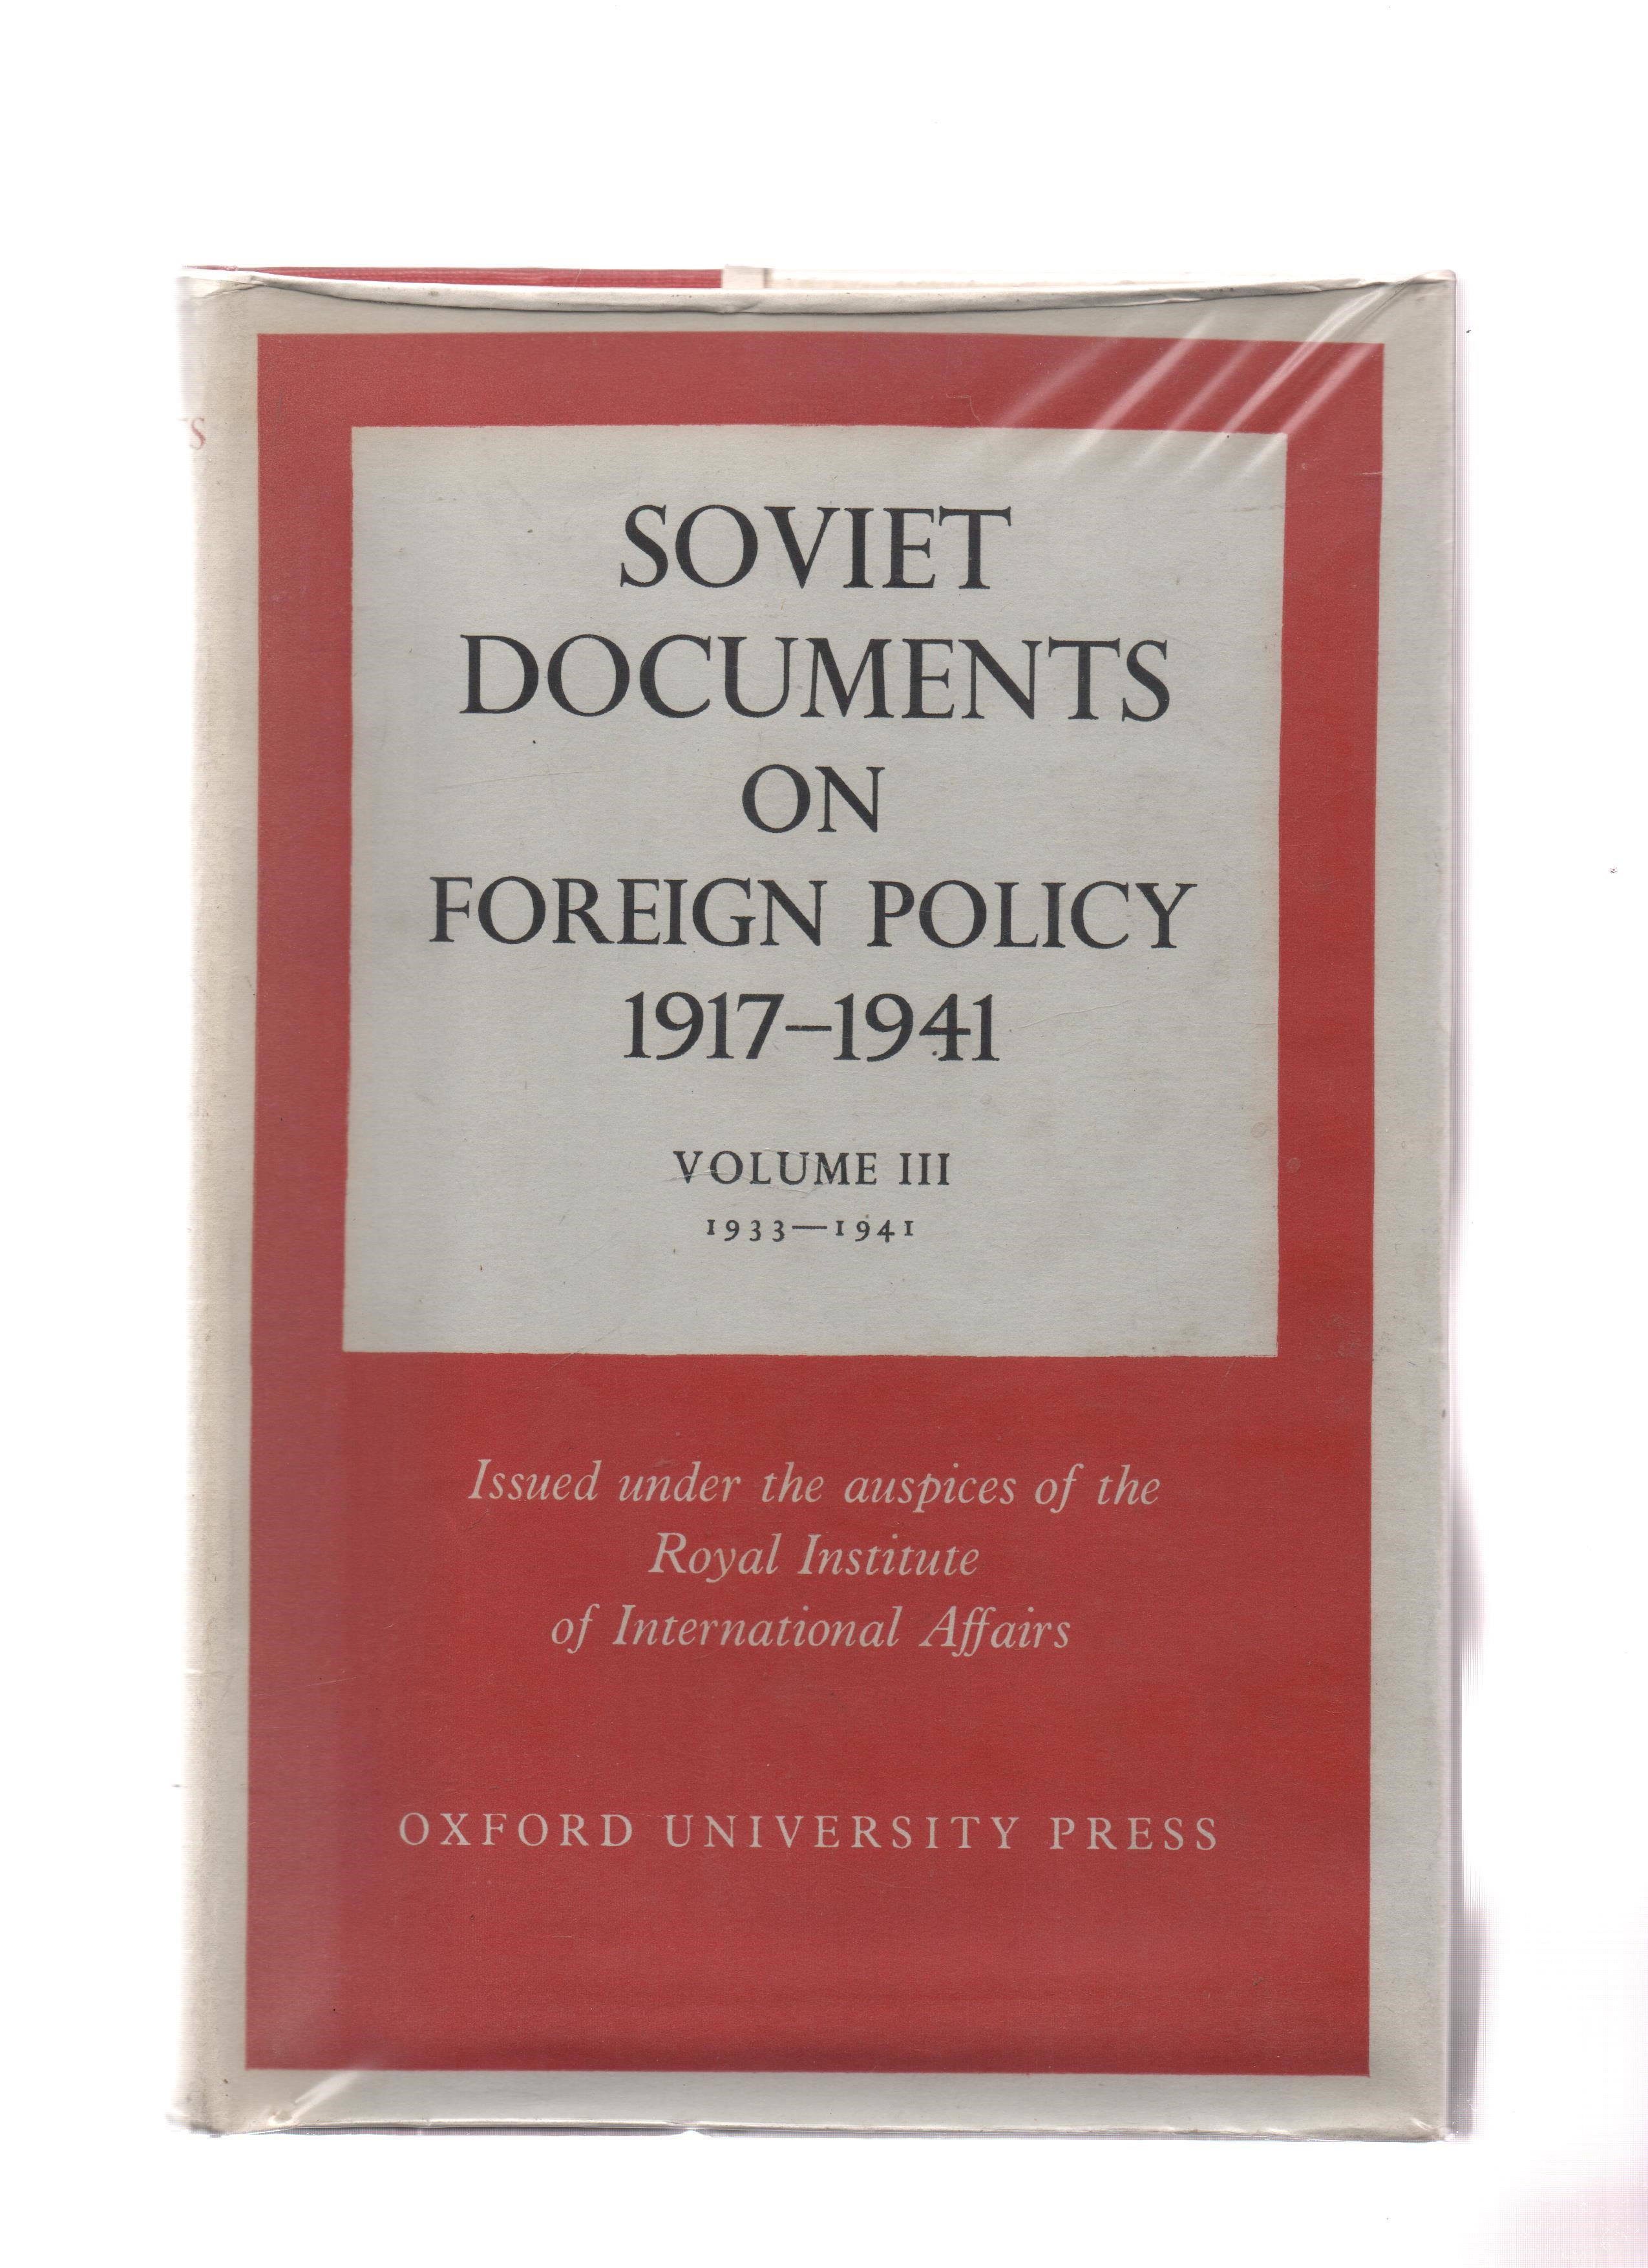 SOVIET
DOCUMENTS
ON
FOREIGN POLICY
1917–1941
VOLUME III
1933—1941
Issued under the auspices of the
Royal Institute
of International Affairs
OXFORD UNIVERSITY PRESS